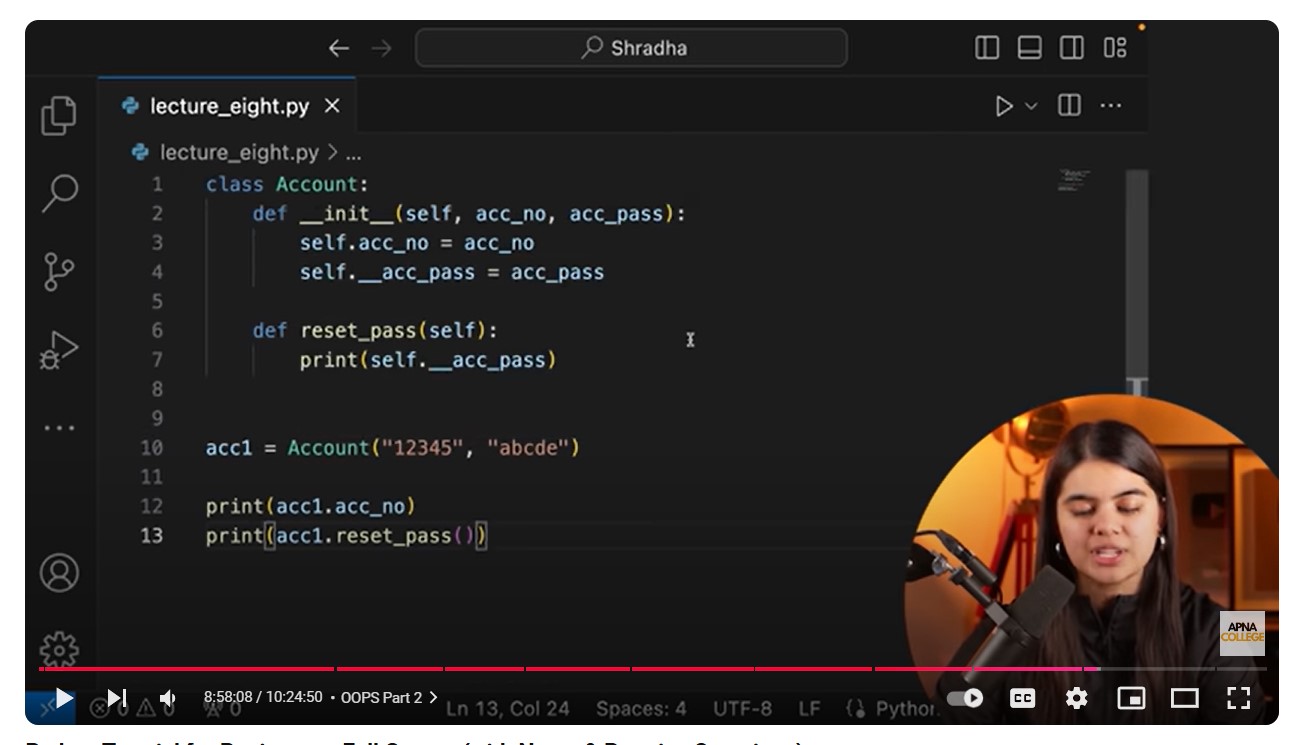 Shradha
lecture_eight.py
lecture_eight.py > ...
1 class Account:
2 def __init__(self, acc_no, acc_pass):
3 self.acc_no = acc_no
4 self.__acc_pass = acc_pass
5
6 def reset_pass(self):
7 print(self.__acc_pass)
8
9
10 acc1 = Account("12345", "abcde")
11
12 print(acc1.acc_no)
13 print(acc1.reset_pass())
APNA
COLLEGE
8:58:08 / 10:24:50 • OOPS Part 2 >
CC
0 0 0 Ln 13, Col 24 Spaces: 4 UTF-8 LF Python